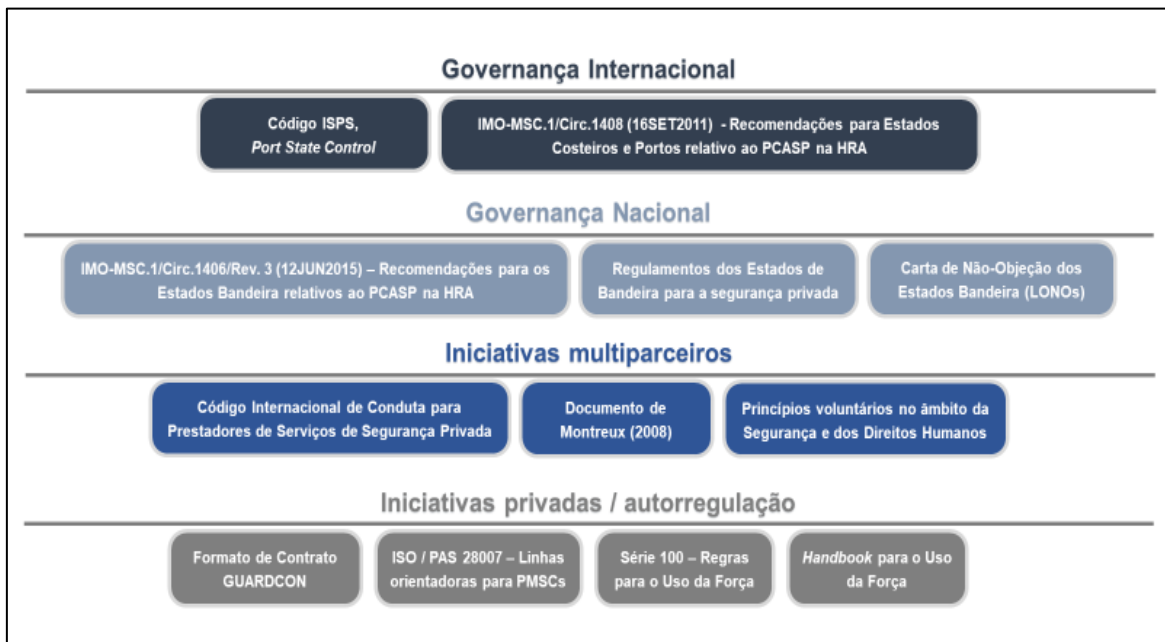 Governança Internacional
Código ISPS,
Port State Control
IMO-MSC.1/Circ.1408 (16SET2011) - Recomendações para Estados
Costeiros e Portos relativo ao PCASP na HRA
Governança Nacional
IMO-MSC.1/Circ.1406/Rev. 3 (12JUN2015) – Recomendações para os
Estados Bandeira relativos ao PCASP na HRA
Regulamentos dos Estados de
Bandeira para a segurança privada
Carta de Não-Objeção dos
Estados Bandeira (LONOs)
Iniciativas multiparceiros
Código Internacional de Conduta para
Prestadores de Serviços de Segurança Privada
Documento de
Montreux (2008)
Princípios voluntários no âmbito da
Segurança e dos Direitos Humanos
Iniciativas privadas / autorregulação
Formato de Contrato
GUARDCON
ISO / PAS 28007 – Linhas
orientadoras para PMSCs
Série 100 – Regras
para o Uso da Força
Handbook para o Uso
da Força